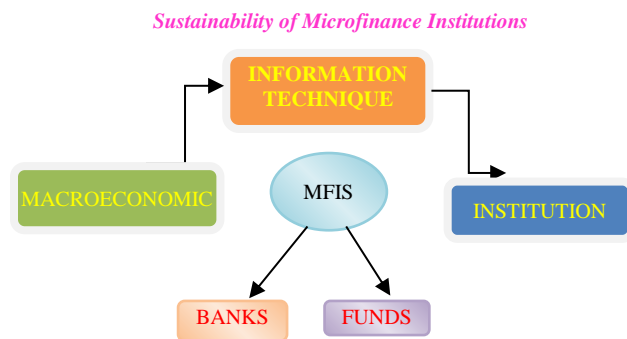 Sustainability of Microfinance Institutions
INFORMATION
TECHNIQUE
MACROECONOMIC
MFIS
INSTITUTION
BANKS
FUNDS